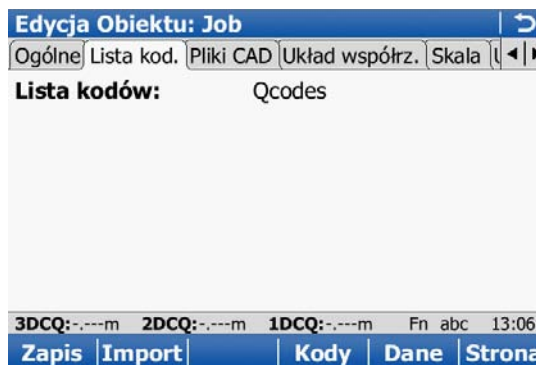 Edycja Obiektu: Job
Ogólne Lista kod. Pliki CAD Układ współrz. Skala
Lista kodów: Qcodes
3DCQ:-.---m 2DCQ:-.---m 1DCQ:-.---m Fn abc 13:06
Zapis Import Kody Dane Strona